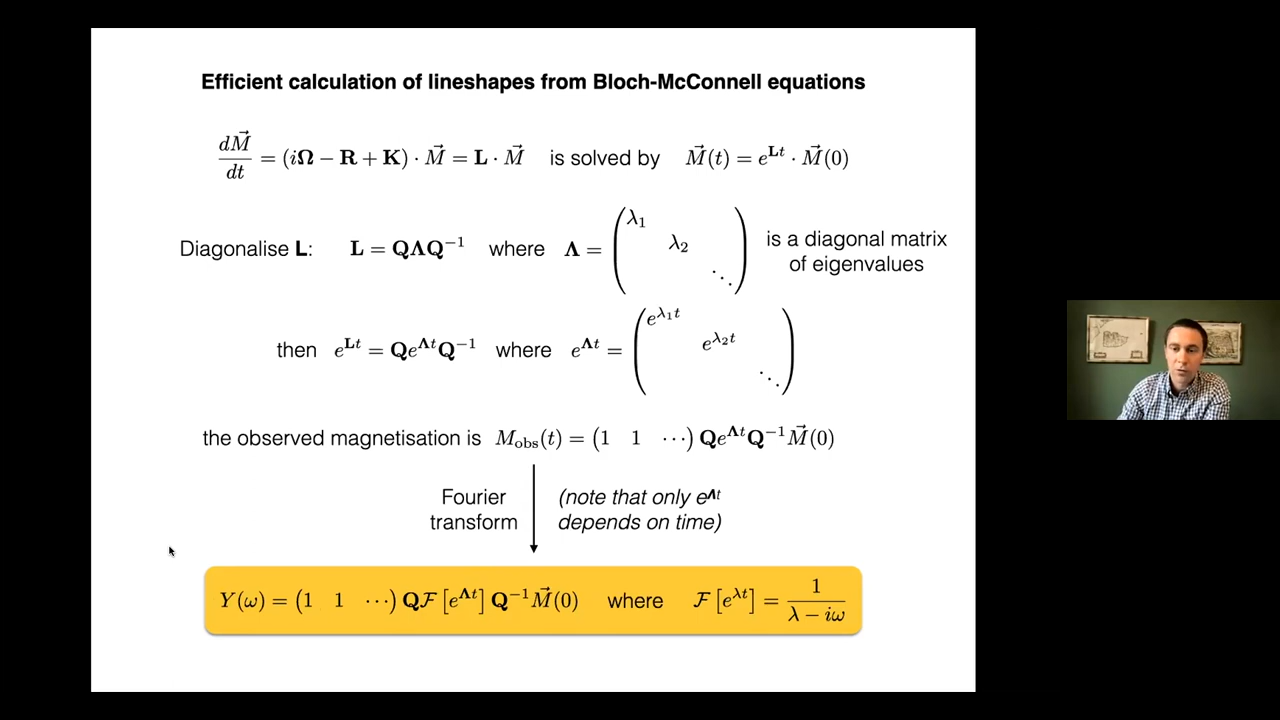 Efficient calculation of lineshapes from Bloch-McConnell equations
dM⃗/dt = (iΩ − R + K) · M⃗ = L · M⃗ is solved by M⃗(t) = e^{Lt} · M⃗(0)
Diagonalise L: L = QΛQ⁻¹ where Λ = (λ₁ λ₂ ⋱) is a diagonal matrix
of eigenvalues
then e^{Lt} = Qe^{Λt}Q⁻¹ where e^{Λt} = (e^{λ₁t} e^{λ₂t} ⋱)
the observed magnetisation is M_obs(t) = (1 1 ⋯) Qe^{Λt}Q⁻¹M⃗(0)
Fourier
transform
(note that only e^{Λt}
depends on time)
Y(ω) = (1 1 ⋯) Qℱ[e^{Λt}] Q⁻¹M⃗(0) where ℱ[e^{λt}] = 1/(λ − iω)